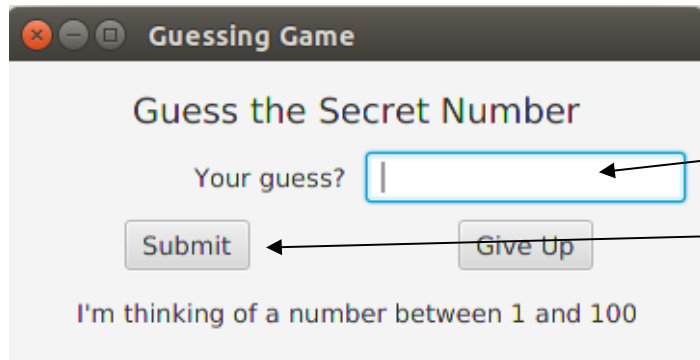 Guessing Game
Guess the Secret Number
Your guess?
Submit Give Up
I'm thinking of a number between 1 and 100